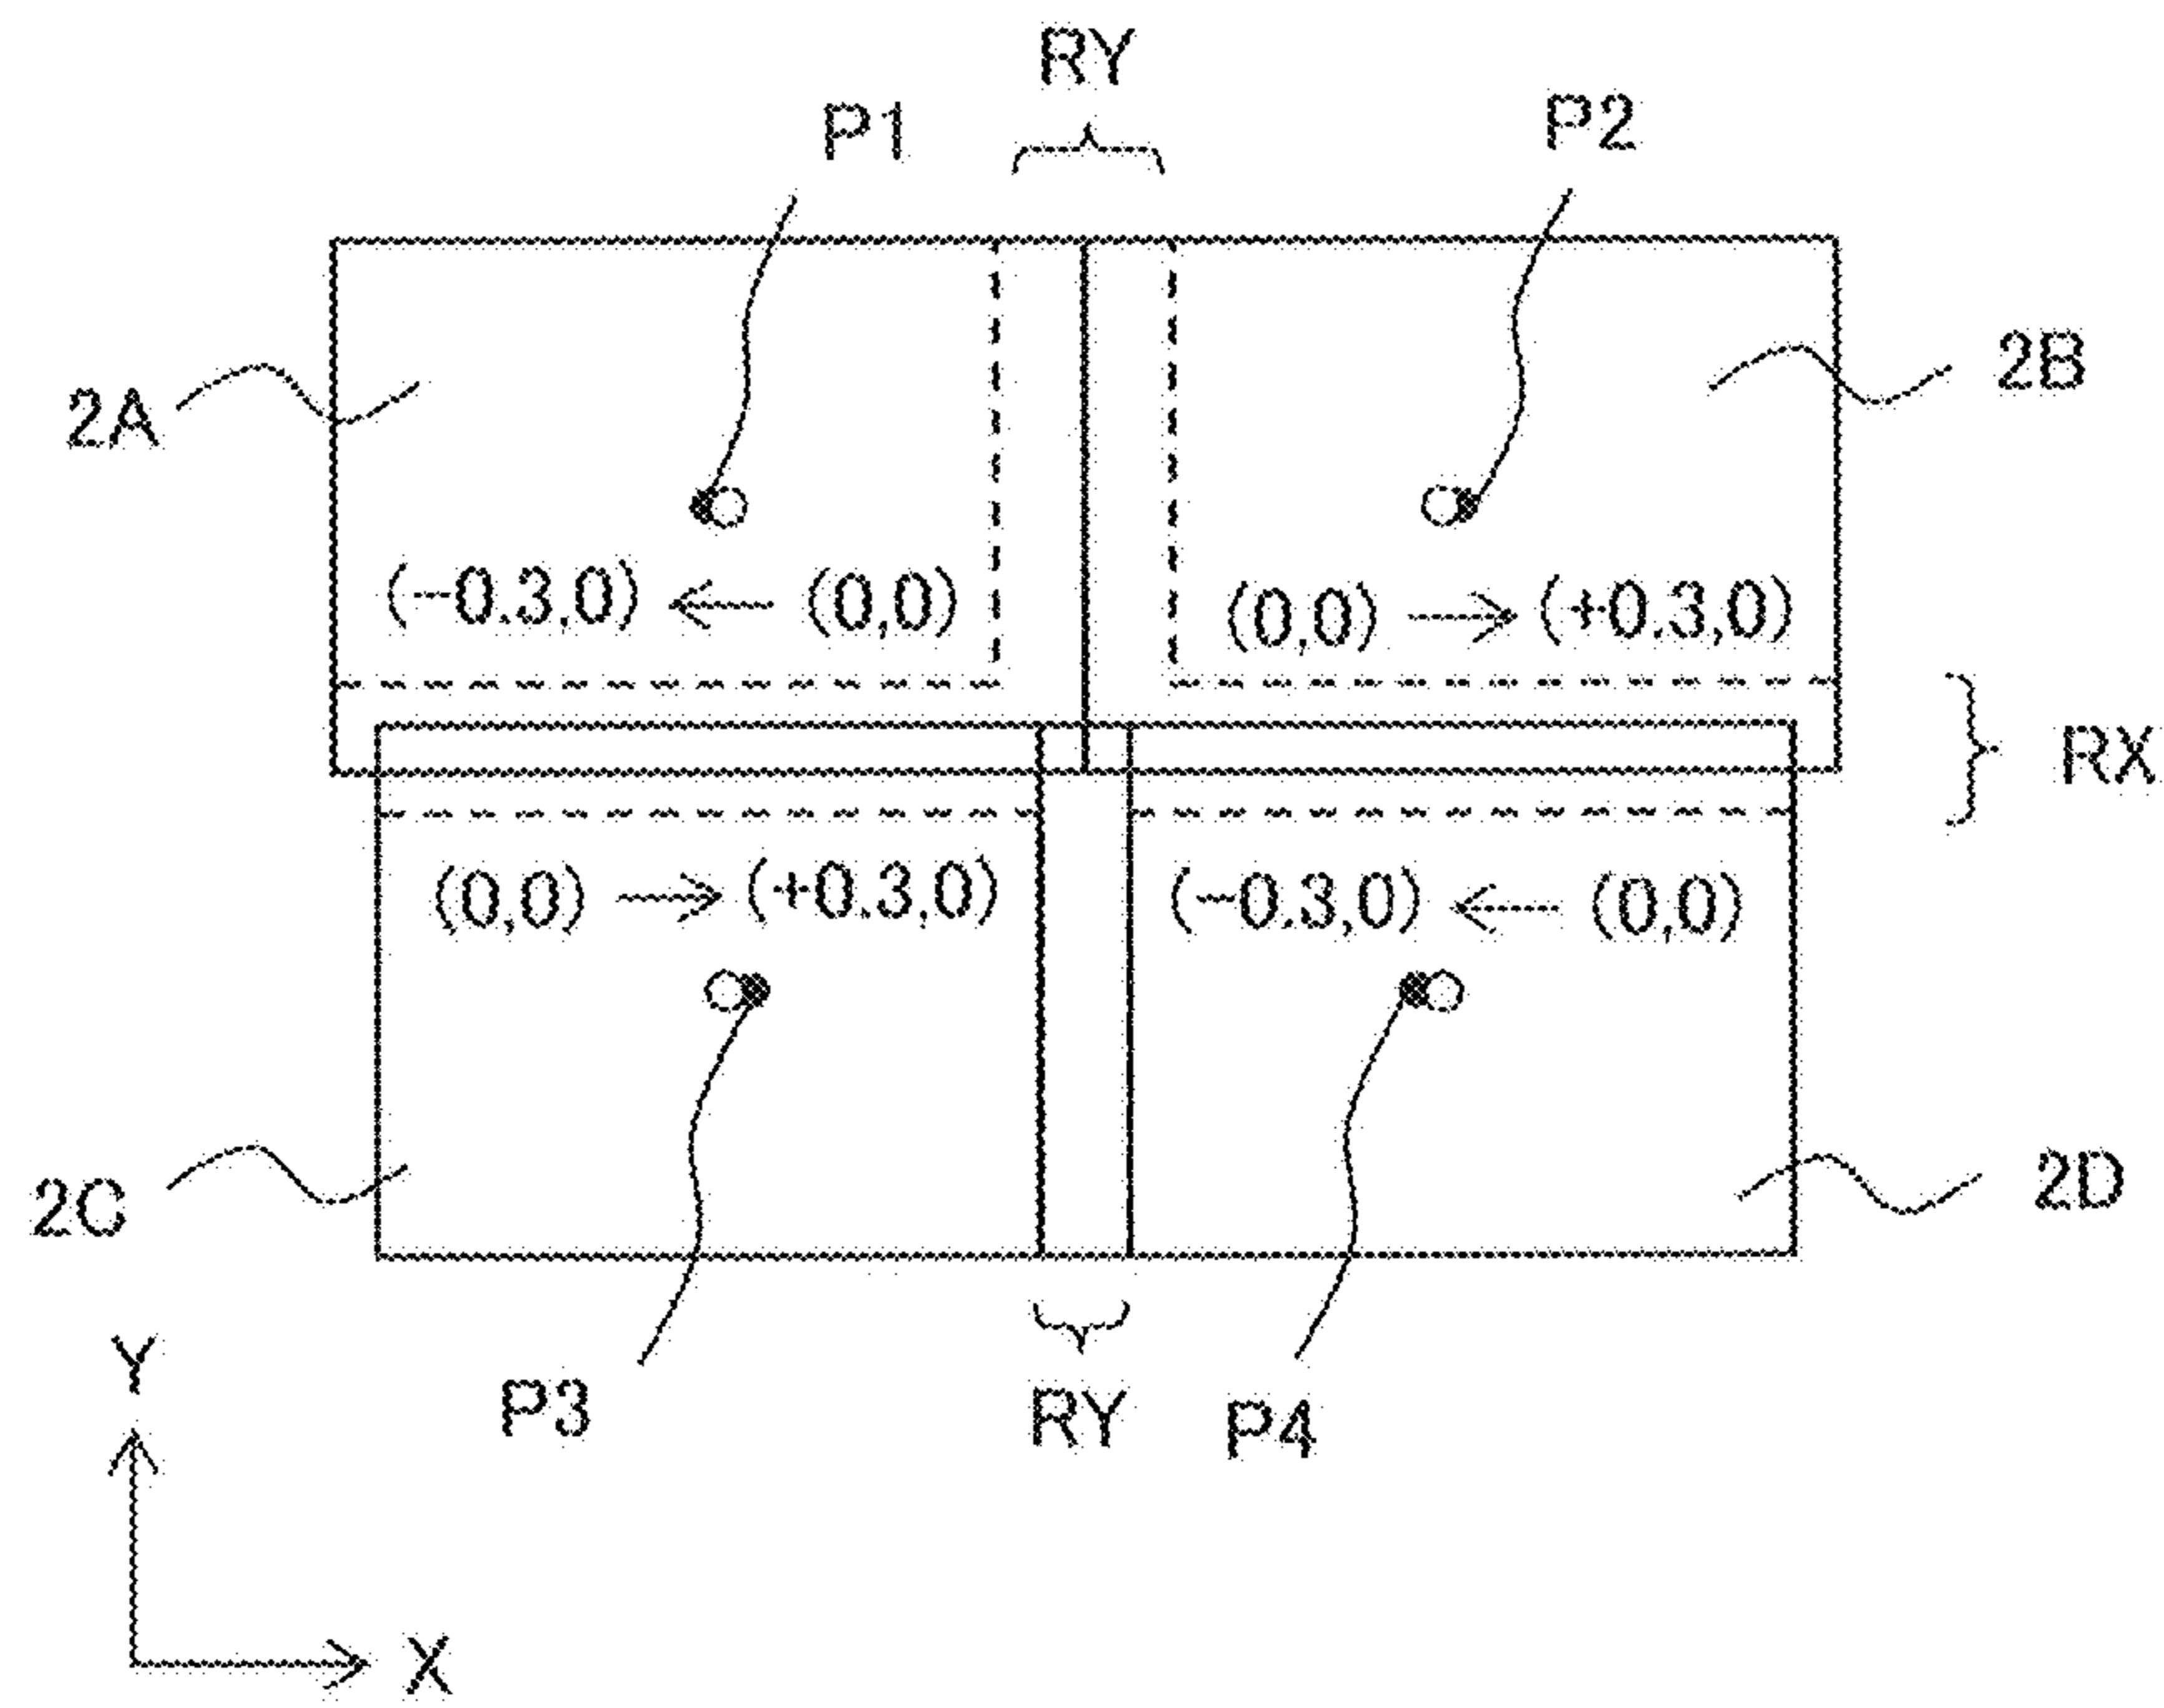 RY
P1
P2
2A
2B
(-0.3,0) ← (0,0)
(0,0) → (+0.3,0)
RX
(0,0) → (+0.3,0)
(-0.3,0) ← (0,0)
2C
2D
P3
RY
P4
Y
X